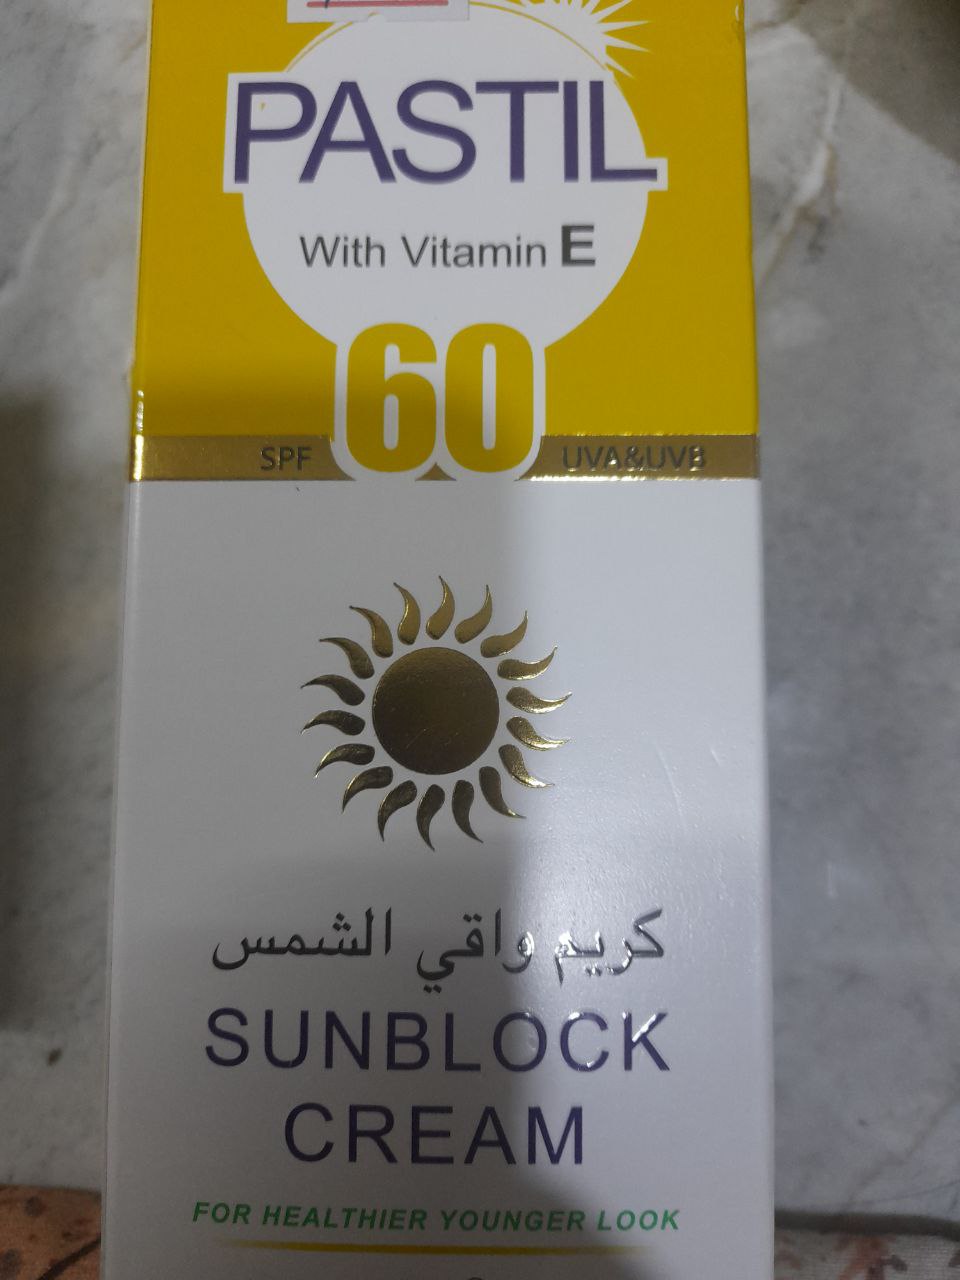 PASTIL
With Vitamin E
60
SPF UVA&UVB
كريم واقي الشمس
SUNBLOCK
CREAM
FOR HEALTHIER YOUNGER LOOK